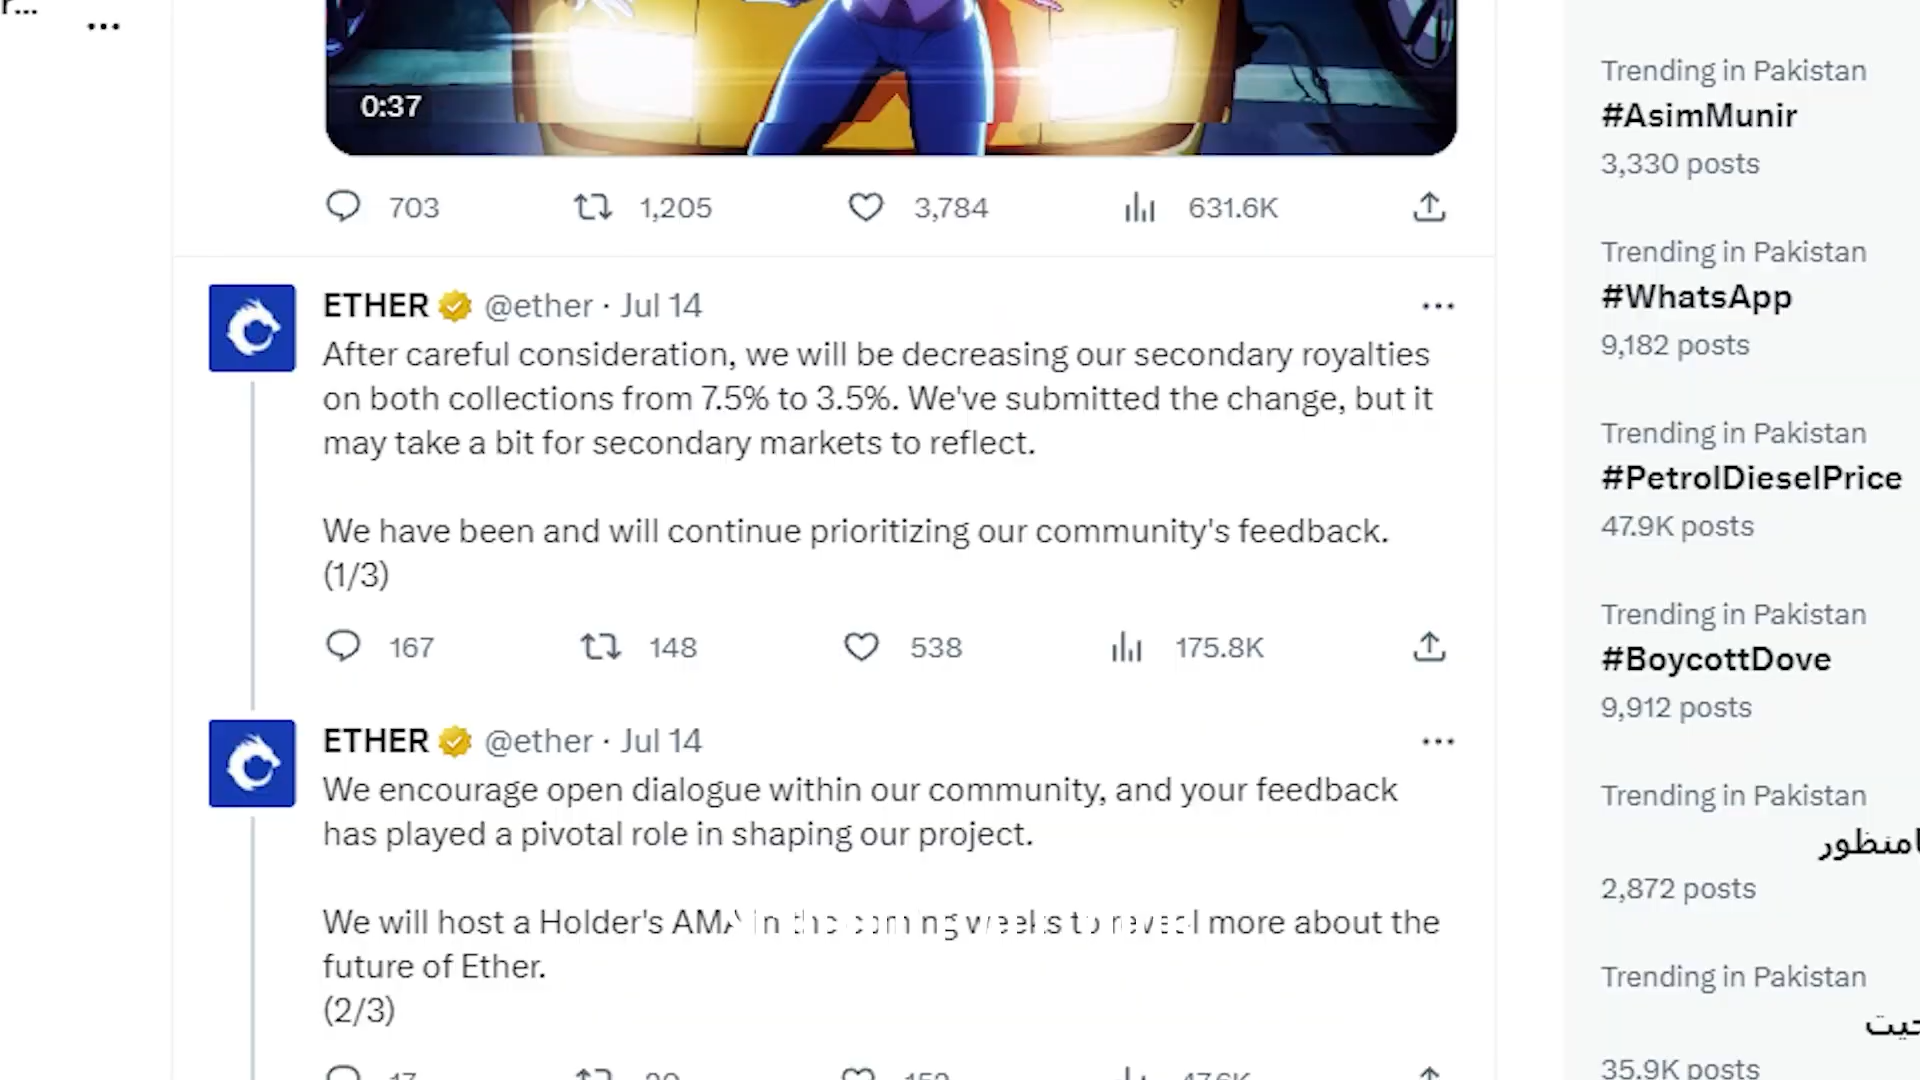 0:37
703 1,205 3,784 631.6K
ETHER @ether · Jul 14
After careful consideration, we will be decreasing our secondary royalties
on both collections from 7.5% to 3.5%. We've submitted the change, but it
may take a bit for secondary markets to reflect.
We have been and will continue prioritizing our community's feedback.
(1/3)
167 148 538 175.8K
ETHER @ether · Jul 14
We encourage open dialogue within our community, and your feedback
has played a pivotal role in shaping our project.
We will host a Holder's AMA in the coming weeks to reveal more about the
future of Ether.
(2/3)
Trending in Pakistan
#AsimMunir
3,330 posts
Trending in Pakistan
#WhatsApp
9,182 posts
Trending in Pakistan
#PetrolDieselPrice
47.9K posts
Trending in Pakistan
#BoycottDove
9,912 posts
Trending in Pakistan
2,872 posts
Trending in Pakistan
35.9K posts